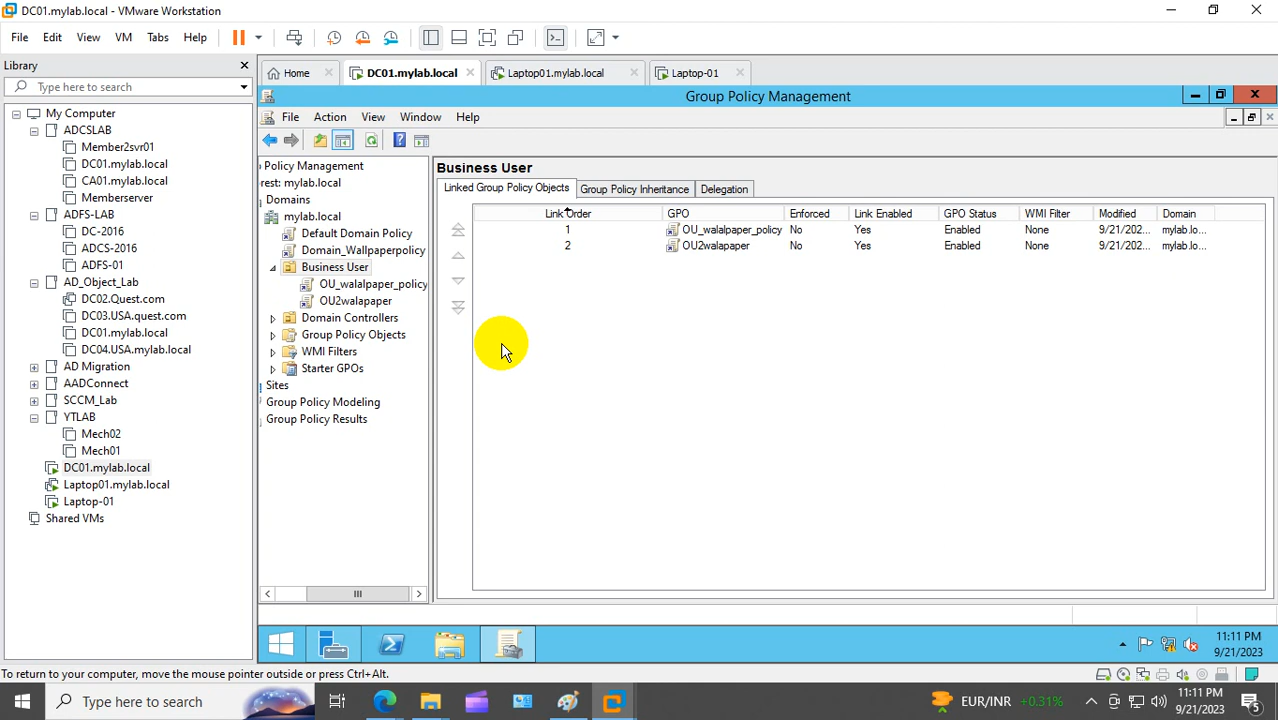 DC01.mylab.local - VMware Workstation
File Edit View VM Tabs Help
Library
Type here to search
Home DC01.mylab.local Laptop01.mylab.local Laptop-01
Group Policy Management
File Action View Window Help
My Computer
ADCSLAB
Member2svr01
DC01.mylab.local
CA01.mylab.local
Memberserver
ADFS-LAB
DC-2016
ADCS-2016
ADFS-01
AD_Object_Lab
DC02.Quest.com
DC03.USA.quest.com
DC01.mylab.local
DC04.USA.mylab.local
AD Migration
AADConnect
SCCM_Lab
YTLAB
Mech02
Mech01
DC01.mylab.local
Laptop01.mylab.local
Laptop-01
Shared VMs
Policy Management
rest: mylab.local
Domains
mylab.local
Default Domain Policy
Domain_Wallpaperpolicy
Business User
OU_walalpaper_policy
OU2walapaper
Domain Controllers
Group Policy Objects
WMI Filters
Starter GPOs
Sites
Group Policy Modeling
Group Policy Results
Business User
Linked Group Policy Objects Group Policy Inheritance Delegation
Link Order GPO Enforced Link Enabled GPO Status WMI Filter Modified Domain
1 OU_walalpaper_policy No Yes Enabled None 9/21/202... mylab.lo...
2 OU2walapaper No Yes Enabled None 9/21/202... mylab.lo...
11:11 PM
9/21/2023
To return to your computer, move the mouse pointer outside or press Ctrl+Alt.
Type here to search
EUR/INR +0.31%
11:11 PM
9/21/2023
5